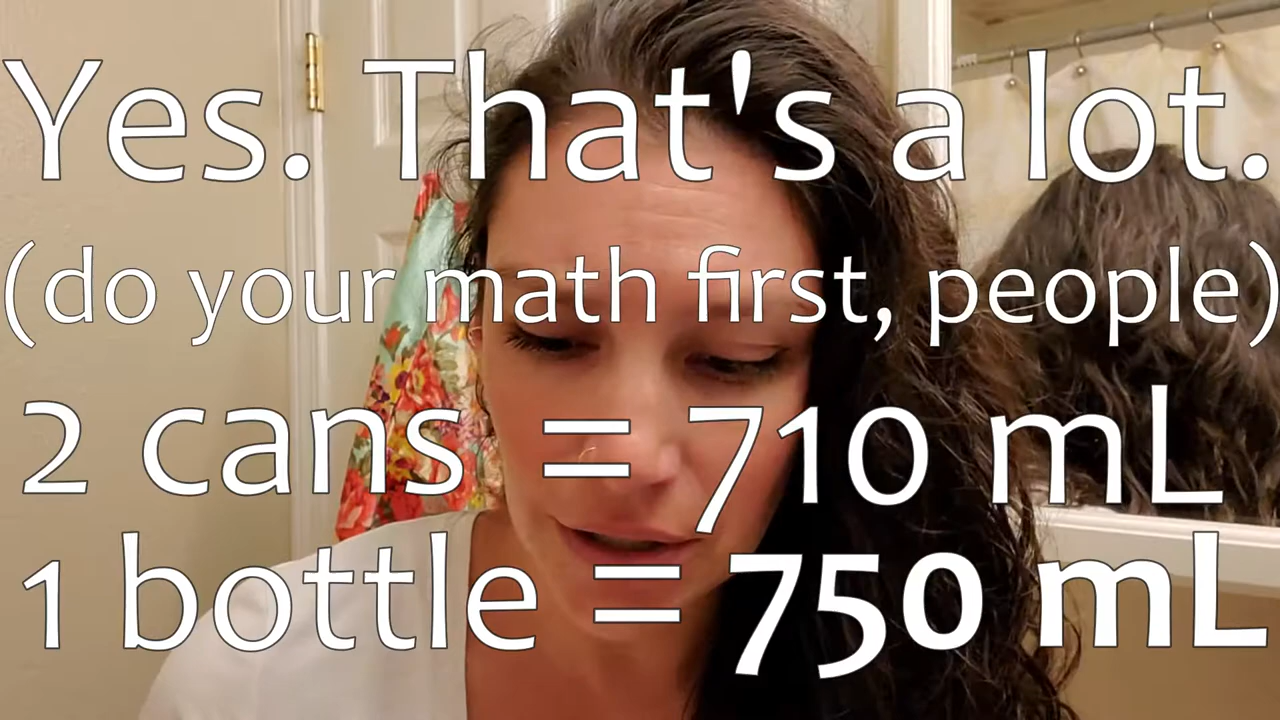 Yes. That's a lot.
(do your math first, people)
2 cans = 710 mL
1 bottle = 750 mL